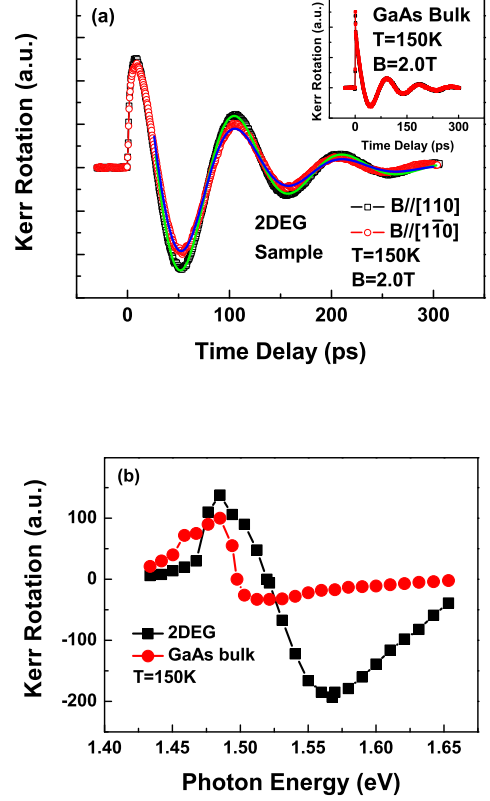 (a)
Kerr Rotation (a.u.)
GaAs Bulk
T=150K
B=2.0T
Kerr Rotation (a.u.)
0 100 200 300
Time Delay (ps)
2DEG
Sample
B//[110]
B//[11̅0]
T=150K
B=2.0T
0 100 200 300
Time Delay (ps)
(b)
Kerr Rotation (a.u.)
100
0
-100
-200
2DEG
GaAs bulk
T=150K
1.40 1.45 1.50 1.55 1.60 1.65
Photon Energy (eV)